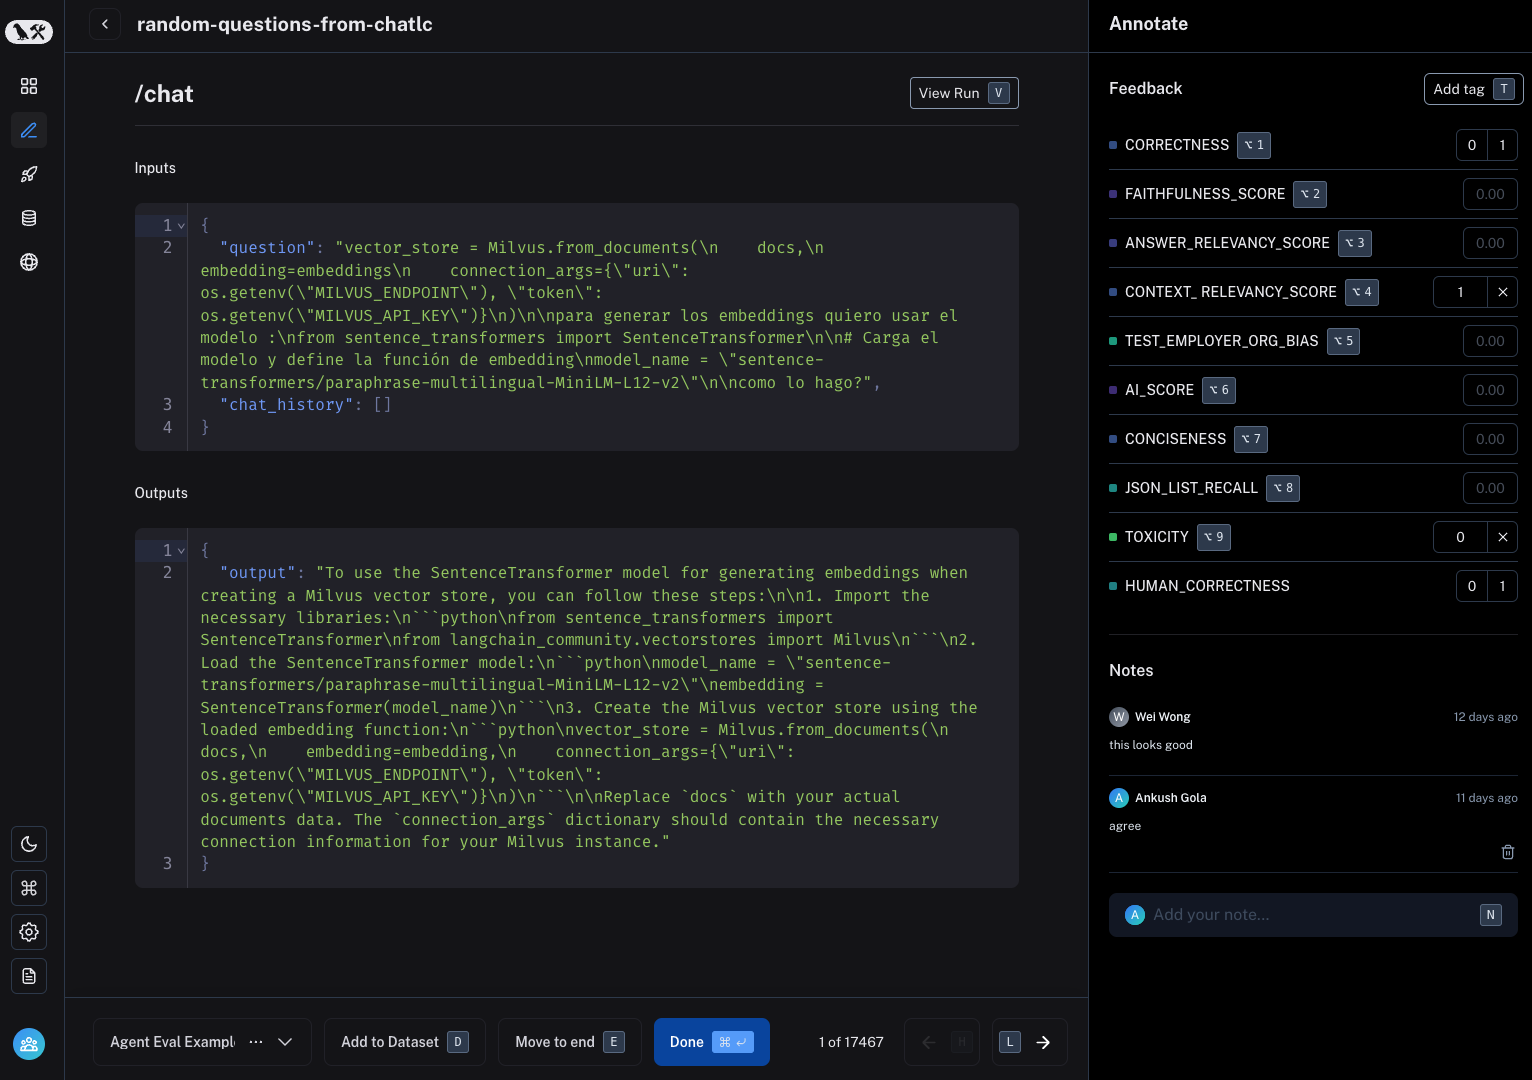 random-questions-from-chatlc
/chat
View Run V
Inputs
1 {
2 "question": "vector_store = Milvus.from_documents(\n    docs,\n
embedding=embeddings\n    connection_args={\"uri\":
os.getenv(\"MILVUS_ENDPOINT\"), \"token\":
os.getenv(\"MILVUS_API_KEY\")}\n)\n\npara generar los embeddings quiero usar el
modelo :\nfrom sentence_transformers import SentenceTransformer\n\n# Carga el
modelo y define la función de embedding\nmodel_name = \"sentence-
transformers/paraphrase-multilingual-MiniLM-L12-v2\"\n\ncomo lo hago?",
3 "chat_history": []
4 }
Outputs
1 {
2 "output": "To use the SentenceTransformer model for generating embeddings when
creating a Milvus vector store, you can follow these steps:\n\n1. Import the
necessary libraries:\n```python\nfrom sentence_transformers import
SentenceTransformer\nfrom langchain_community.vectorstores import Milvus\n```\n2.
Load the SentenceTransformer model:\n```python\nmodel_name = \"sentence-
transformers/paraphrase-multilingual-MiniLM-L12-v2\"\nembedding =
SentenceTransformer(model_name)\n```\n3. Create the Milvus vector store using the
loaded embedding function:\n```python\nvector_store = Milvus.from_documents(\n
docs,\n    embedding=embedding,\n    connection_args={\"uri\":
os.getenv(\"MILVUS_ENDPOINT\"), \"token\":
os.getenv(\"MILVUS_API_KEY\")}\n)\n```\n\nReplace `docs` with your actual
documents data. The `connection_args` dictionary should contain the necessary
connection information for your Milvus instance."
3 }
Agent Eval Exampl ... Add to Dataset D Move to end E Done ⌘ ↵ 1 of 17467 H L
Annotate
Feedback Add tag T
CORRECTNESS ⌥ 1 0 1
FAITHFULNESS_SCORE ⌥ 2 0.00
ANSWER_RELEVANCY_SCORE ⌥ 3 0.00
CONTEXT_ RELEVANCY_SCORE ⌥ 4 1
TEST_EMPLOYER_ORG_BIAS ⌥ 5 0.00
AI_SCORE ⌥ 6 0.00
CONCISENESS ⌥ 7 0.00
JSON_LIST_RECALL ⌥ 8 0.00
TOXICITY ⌥ 9 0
HUMAN_CORRECTNESS 0 1
Notes
W Wei Wong 12 days ago
this looks good
A Ankush Gola 11 days ago
agree
A Add your note... N